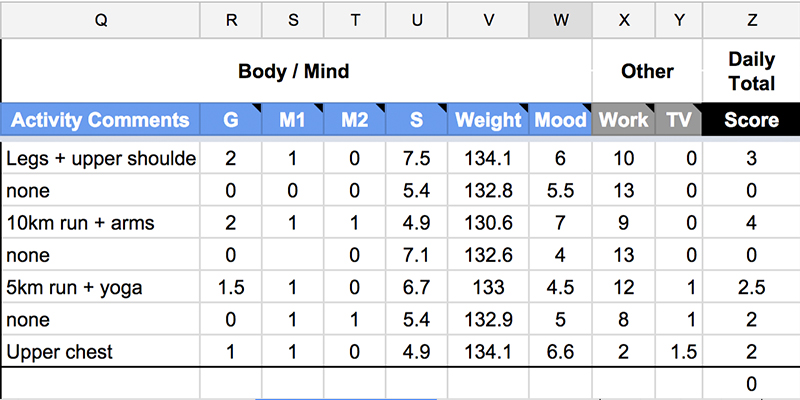 Q R S T U V W X Y Z
Body / Mind Other Daily Total
Activity Comments G M1 M2 S Weight Mood Work TV Score
Legs + upper shoulde 2 1 0 7.5 134.1 6 10 0 3
none 0 0 0 5.4 132.8 5.5 13 0 0
10km run + arms 2 1 1 4.9 130.6 7 9 0 4
none 0 0 7.1 132.6 4 13 0 0
5km run + yoga 1.5 1 0 6.7 133 4.5 12 1 2.5
none 0 1 1 5.4 132.9 5 8 1 2
Upper chest 1 1 0 4.9 134.1 6.6 2 1.5 2
0